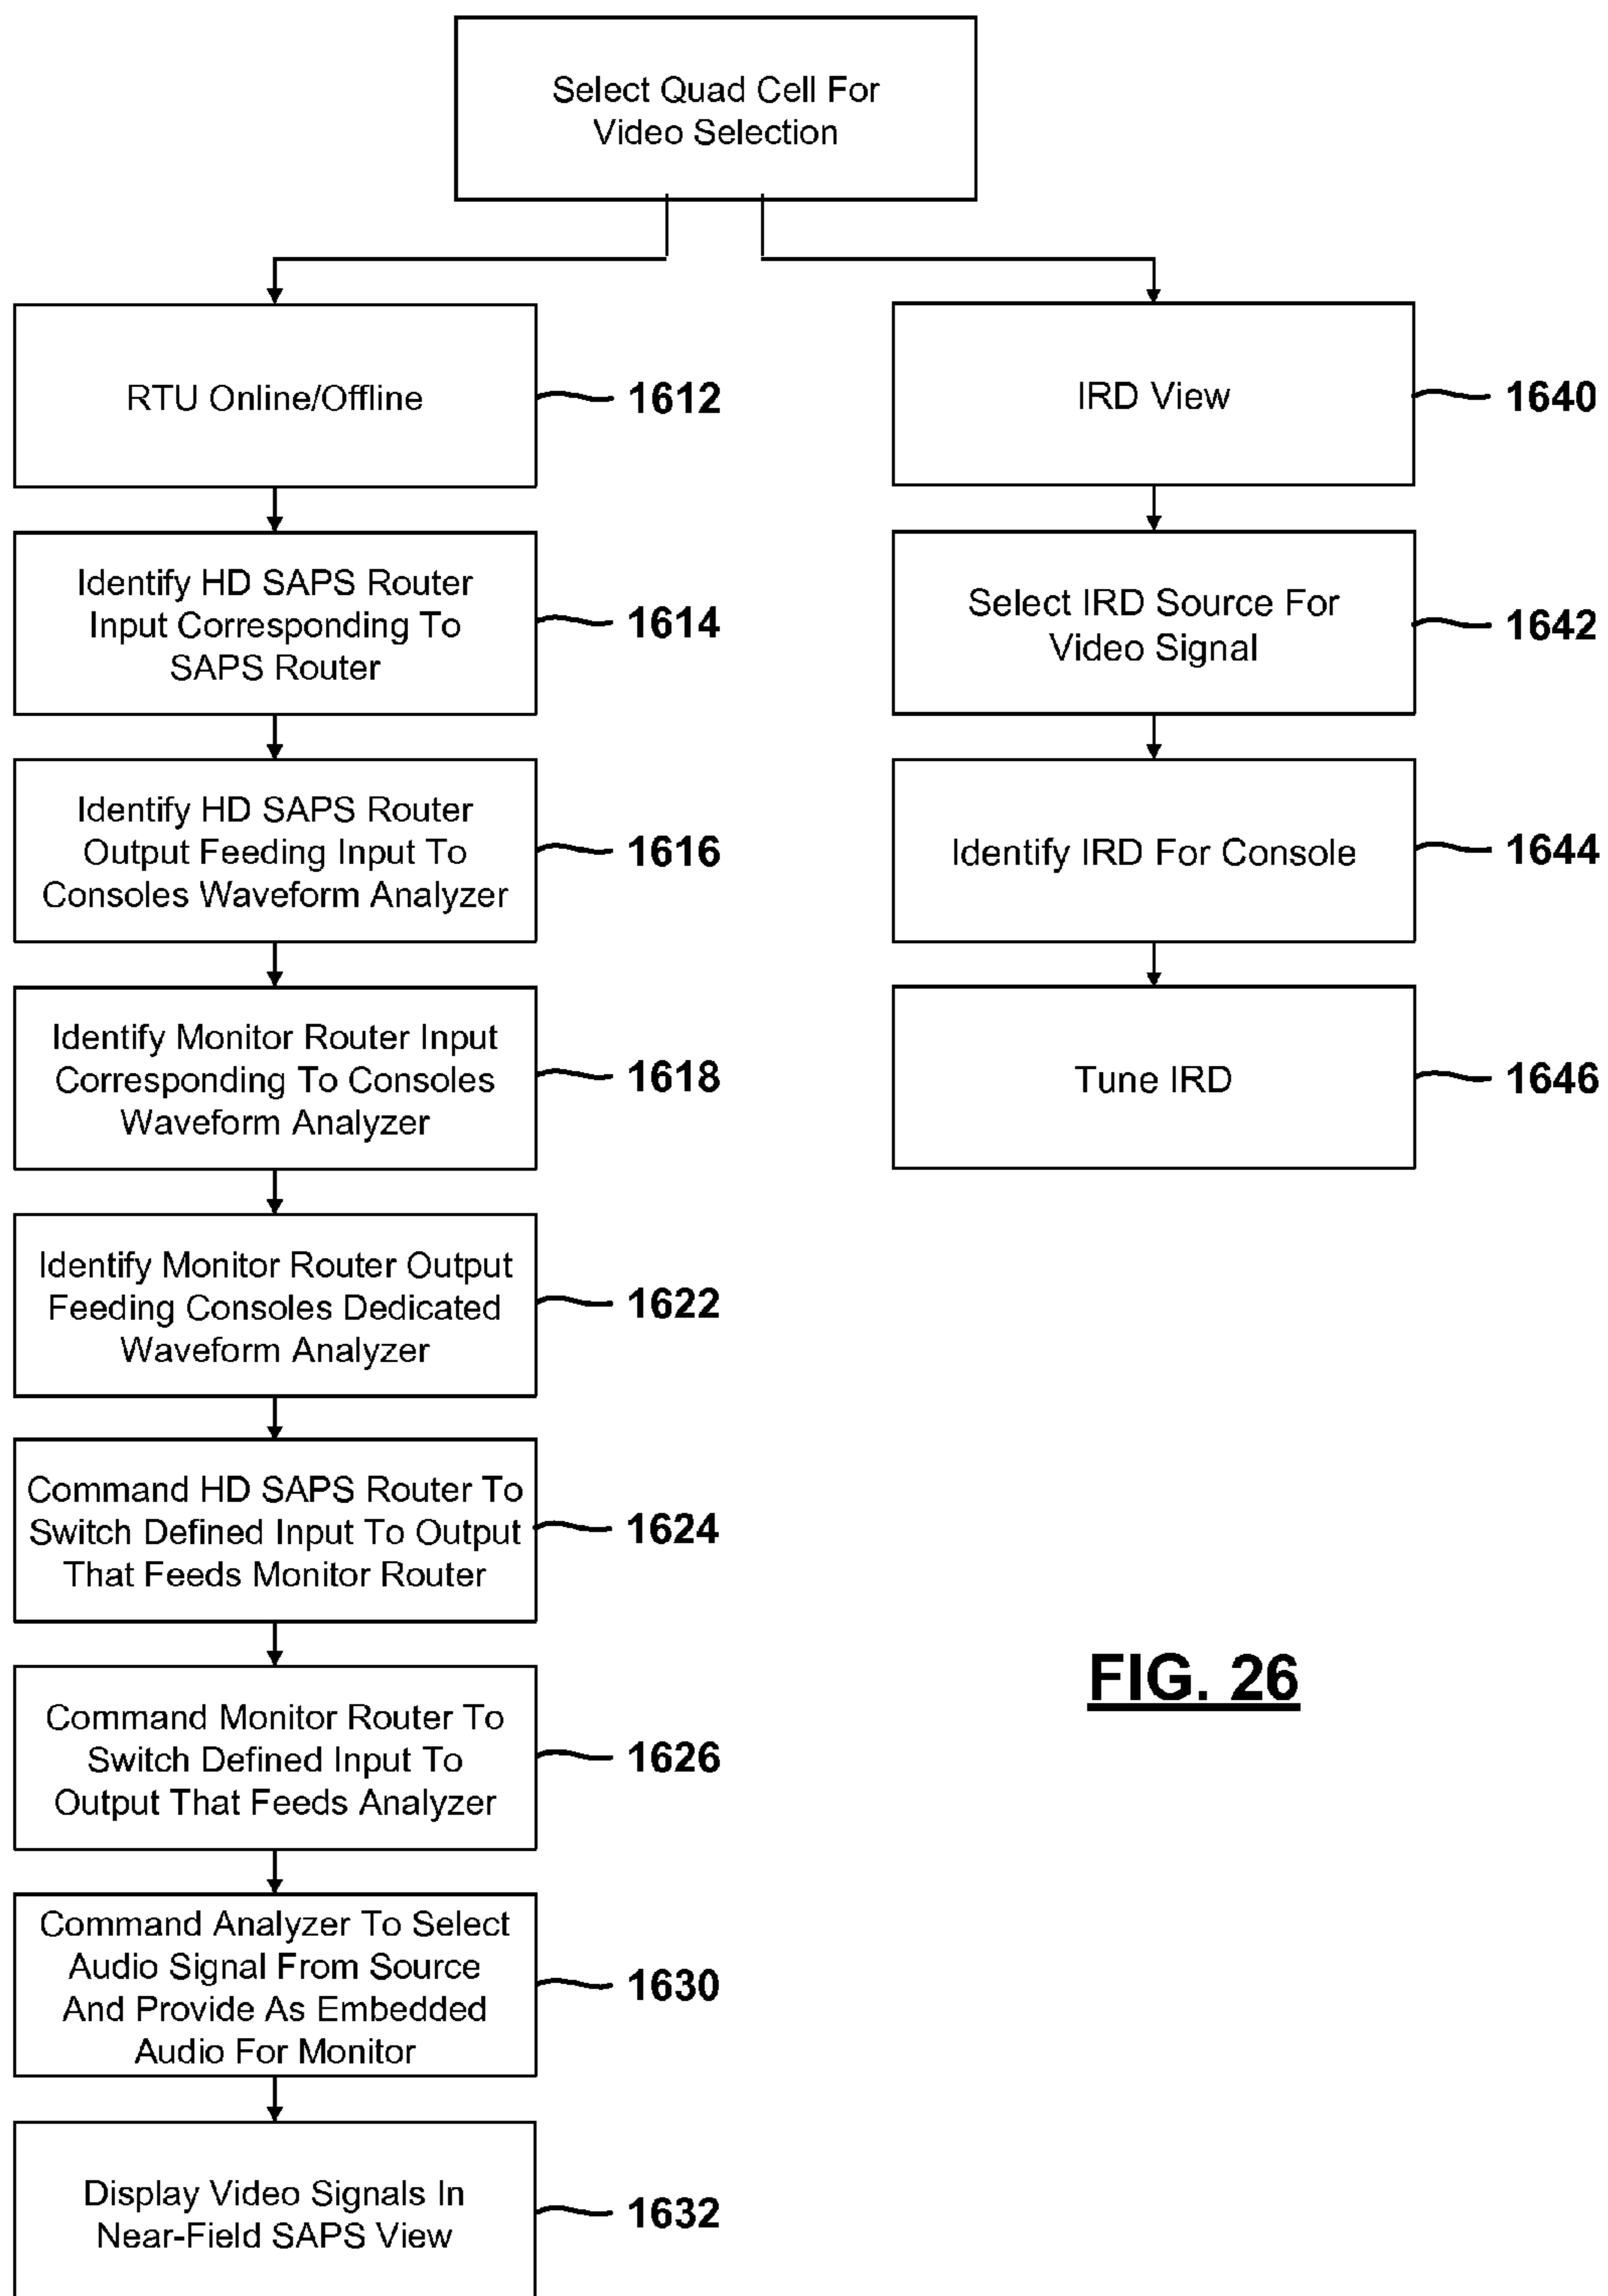 Select Quad Cell For
Video Selection
RTU Online/Offline
1612
Identify HD SAPS Router
Input Corresponding To
SAPS Router
1614
Identify HD SAPS Router
Output Feeding Input To
Consoles Waveform Analyzer
1616
Identify Monitor Router Input
Corresponding To Consoles
Waveform Analyzer
1618
Identify Monitor Router Output
Feeding Consoles Dedicated
Waveform Analyzer
1622
Command HD SAPS Router To
Switch Defined Input To Output
That Feeds Monitor Router
1624
Command Monitor Router To
Switch Defined Input To
Output That Feeds Analyzer
1626
Command Analyzer To Select
Audio Signal From Source
And Provide As Embedded
Audio For Monitor
1630
Display Video Signals In
Near-Field SAPS View
1632
IRD View
1640
Select IRD Source For
Video Signal
1642
Identify IRD For Console
1644
Tune IRD
1646
FIG. 26